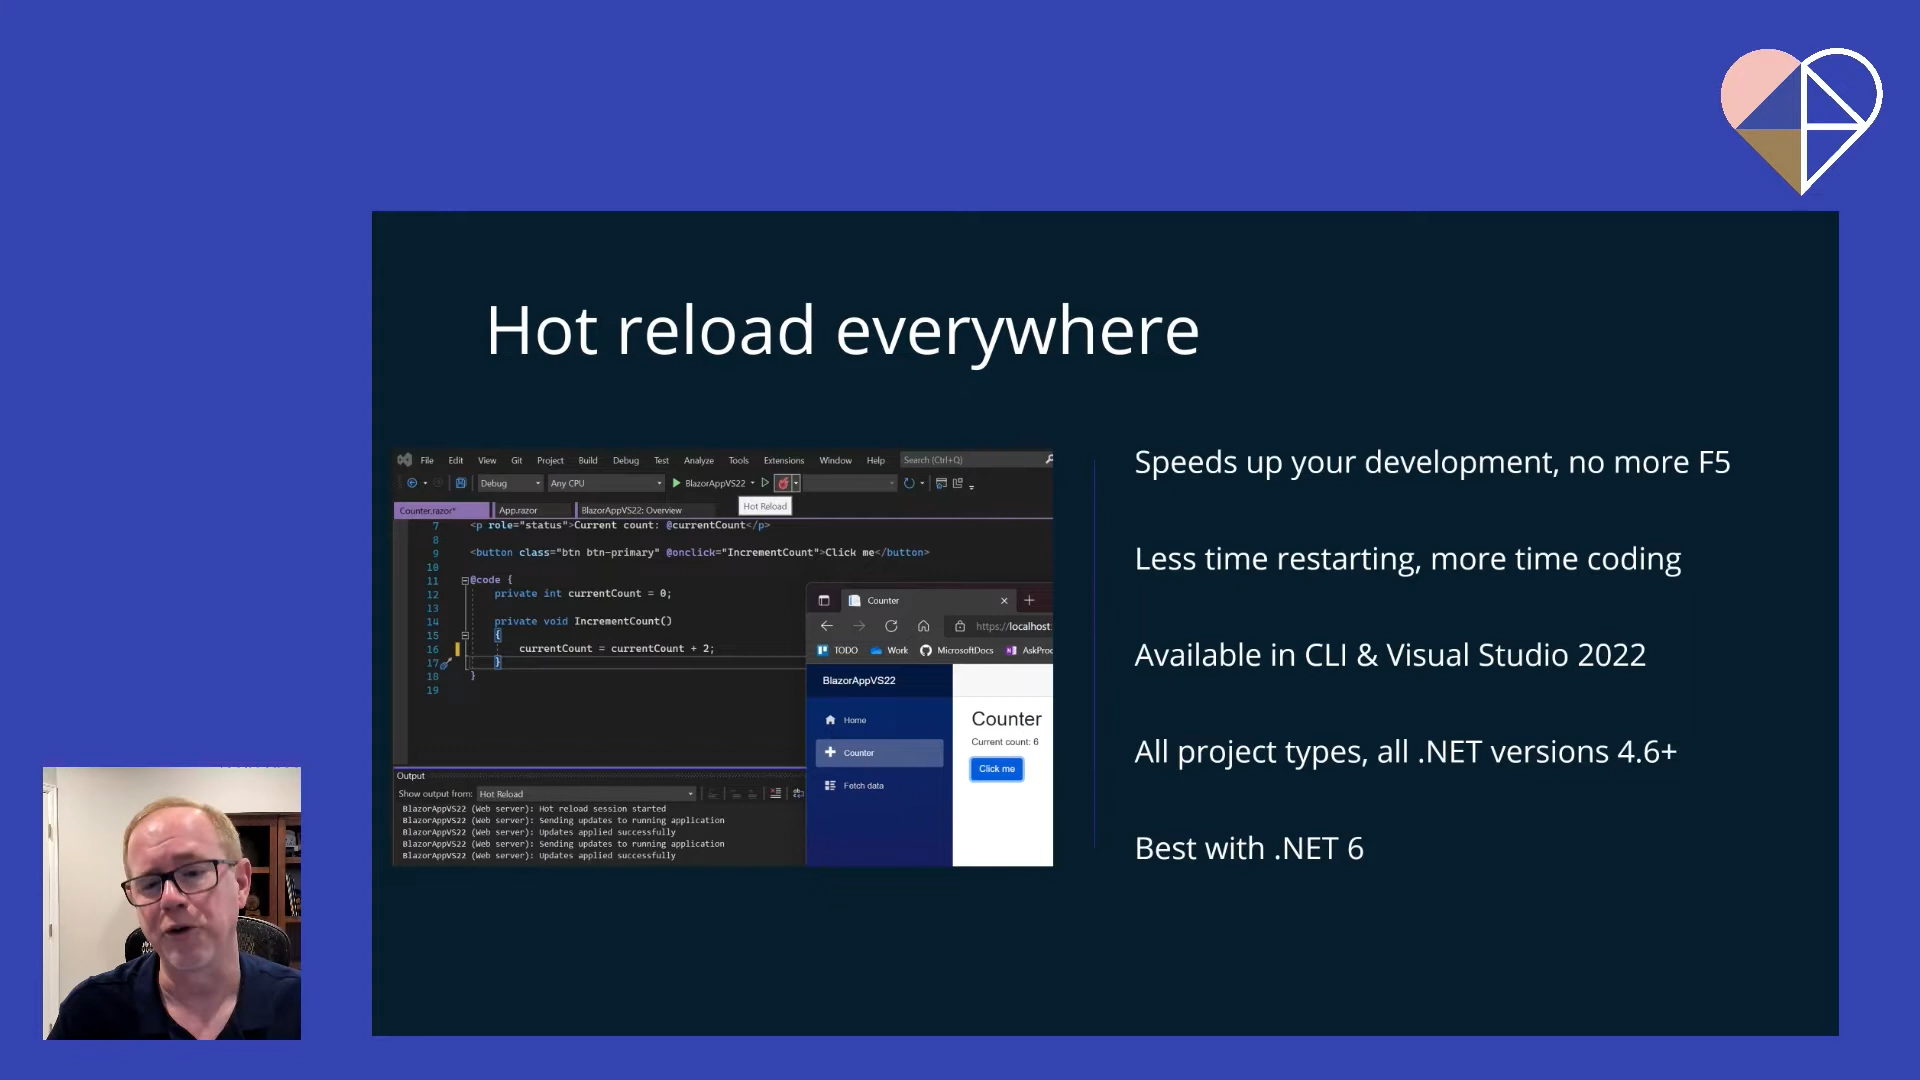 Hot reload everywhere
File Edit View Git Project Build Debug Test Analyze Tools Extensions Window Help Search (Ctrl+Q)
Debug Any CPU BlazorAppVS22
Hot Reload
Counter.razor* App.razor BlazorAppVS22: Overview
7 <p role="status">Current count: @currentCount</p>
8
9 <button class="btn btn-primary" @onclick="IncrementCount">Click me</button>
10
11 @code {
12 private int currentCount = 0;
13
14 private void IncrementCount()
15 {
16 currentCount = currentCount + 2;
17 }
18 }
19
Output
Show output from: Hot Reload
BlazorAppVS22 (Web server): Hot reload session started
BlazorAppVS22 (Web server): Sending updates to running application
BlazorAppVS22 (Web server): Updates applied successfully
BlazorAppVS22 (Web server): Sending updates to running application
BlazorAppVS22 (Web server): Updates applied successfully
Counter
https://localhost:
TODO Work MicrosoftDocs AskProc
BlazorAppVS22
Home
Counter
Fetch data
Counter
Current count: 6
Click me
Speeds up your development, no more F5
Less time restarting, more time coding
Available in CLI & Visual Studio 2022
All project types, all .NET versions 4.6+
Best with .NET 6